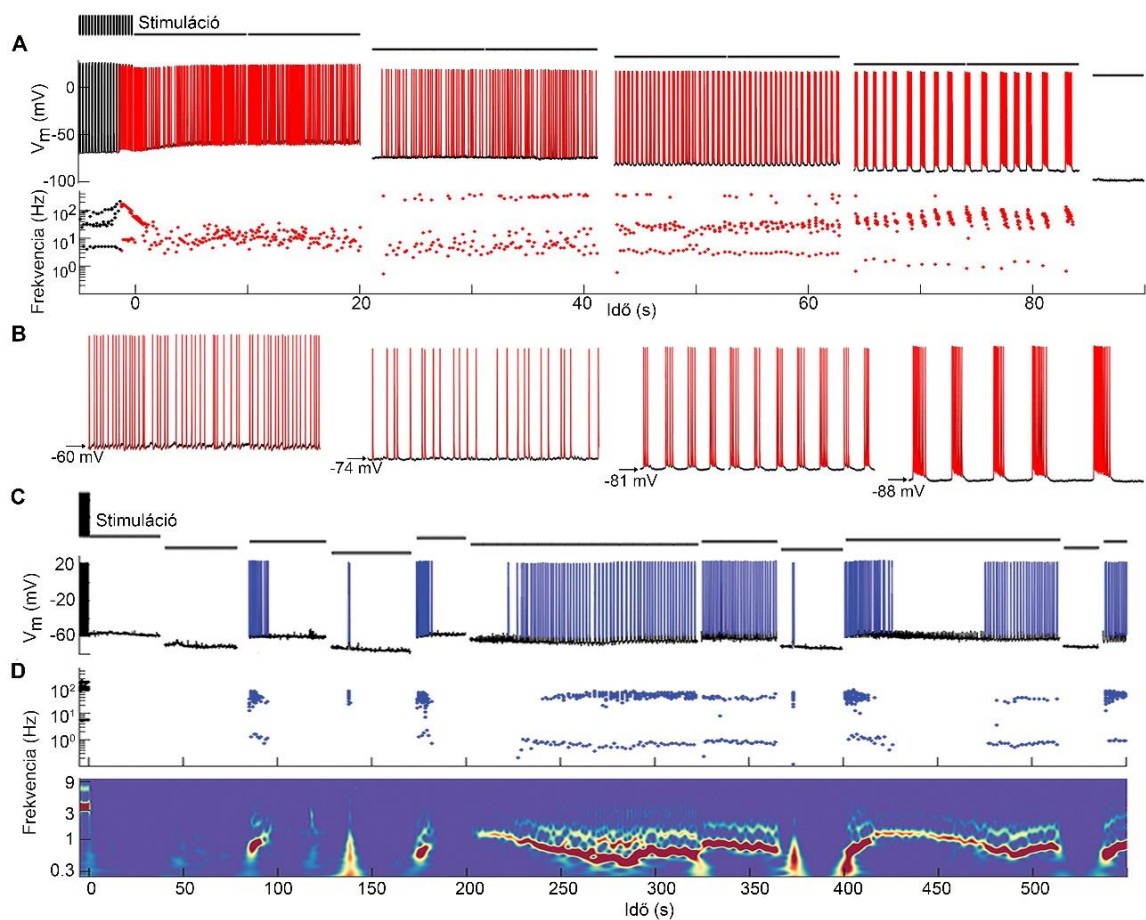 Stimuláció
A
0
-50
-100
V_m (mV)
10²
10¹
10⁰
Frekvencia (Hz)
0 20 40 60 80
Idő (s)
B
-60 mV
-74 mV
-81 mV
-88 mV
C
Stimuláció
20
-20
-60
V_m (mV)
D
10²
10¹
10⁰
Frekvencia (Hz)
9
3
1
0.3
Frekvencia (Hz)
0 50 100 150 200 250 300 350 400 450 500
Idő (s)